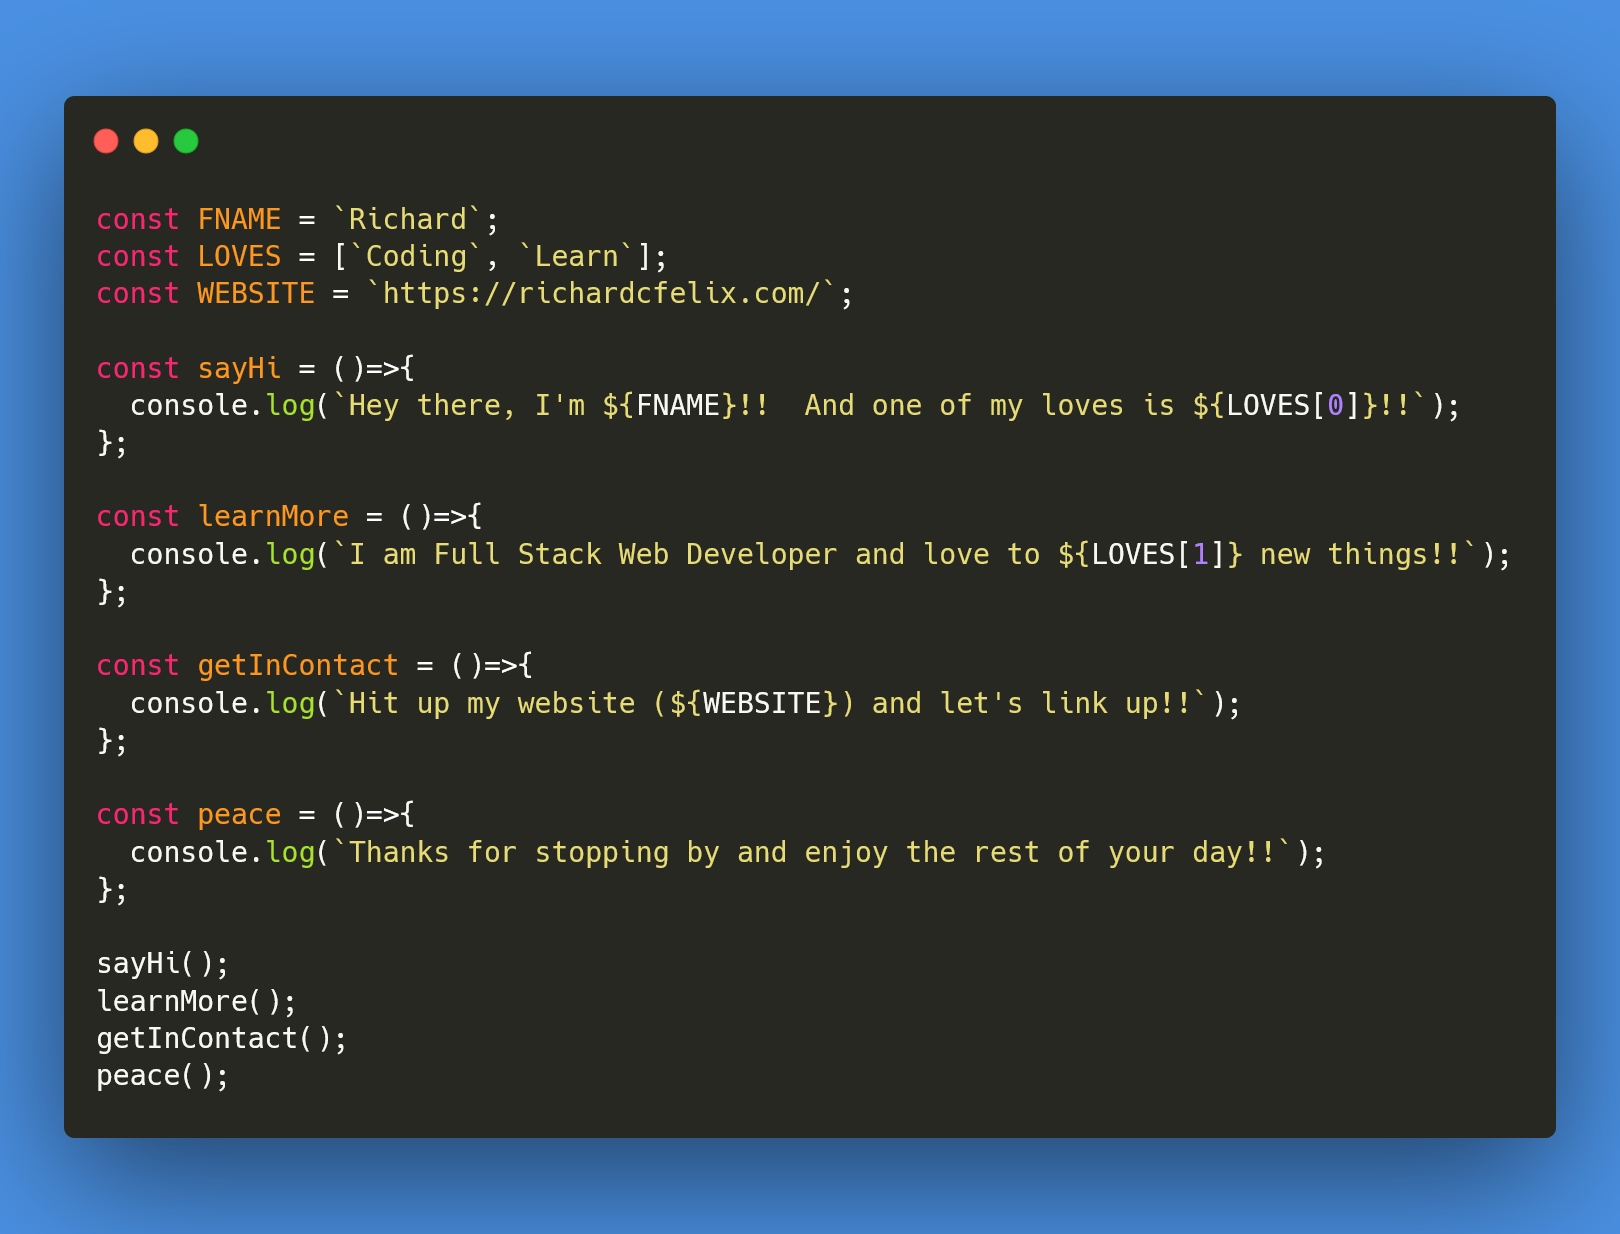 const FNAME = `Richard`;
const LOVES = [`Coding`, `Learn`];
const WEBSITE = `https://richardcfelix.com/`;

const sayHi = ()=>{
  console.log(`Hey there, I'm ${FNAME}!!  And one of my loves is ${LOVES[0]}!!`);
};

const learnMore = ()=>{
  console.log(`I am Full Stack Web Developer and love to ${LOVES[1]} new things!!`);
};

const getInContact = ()=>{
  console.log(`Hit up my website (${WEBSITE}) and let's link up!!`);
};

const peace = ()=>{
  console.log(`Thanks for stopping by and enjoy the rest of your day!!`);
};

sayHi();
learnMore();
getInContact();
peace();